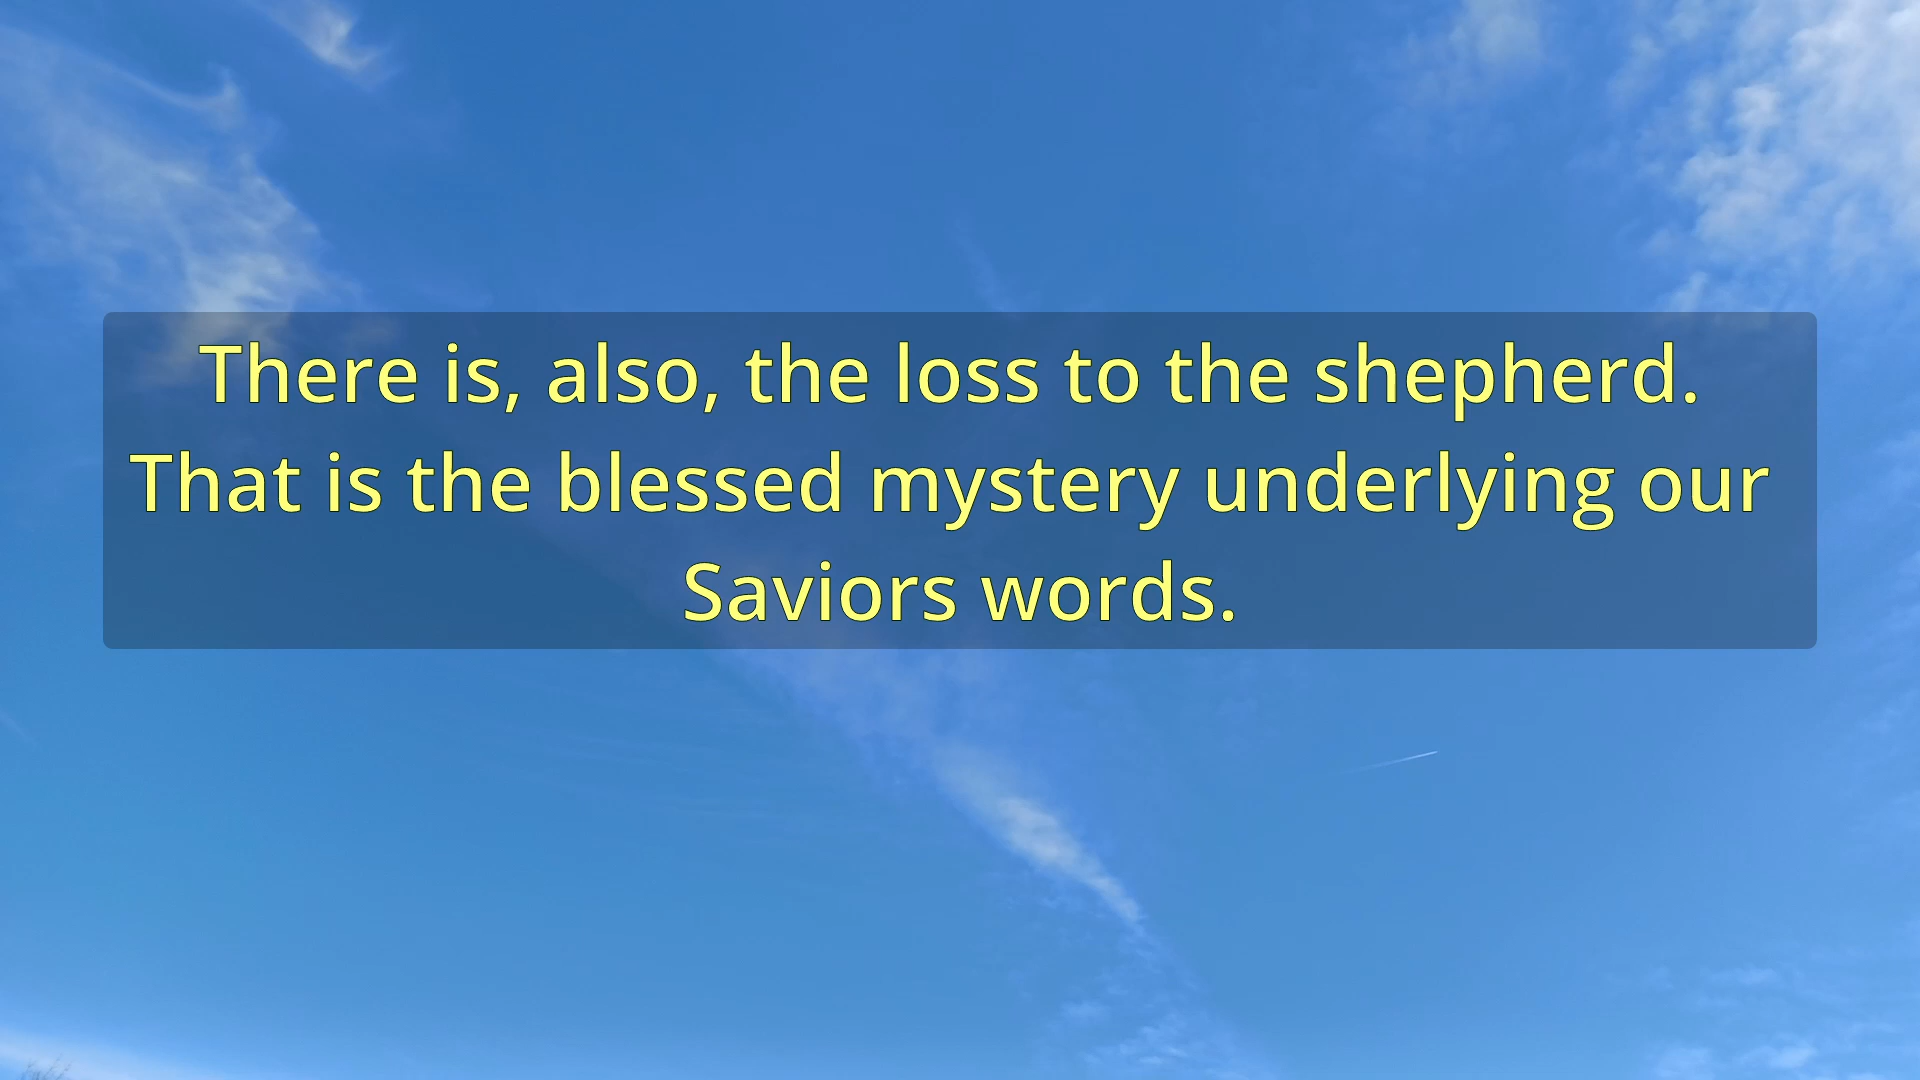 There is, also, the loss to the shepherd.
That is the blessed mystery underlying our
Saviors words.